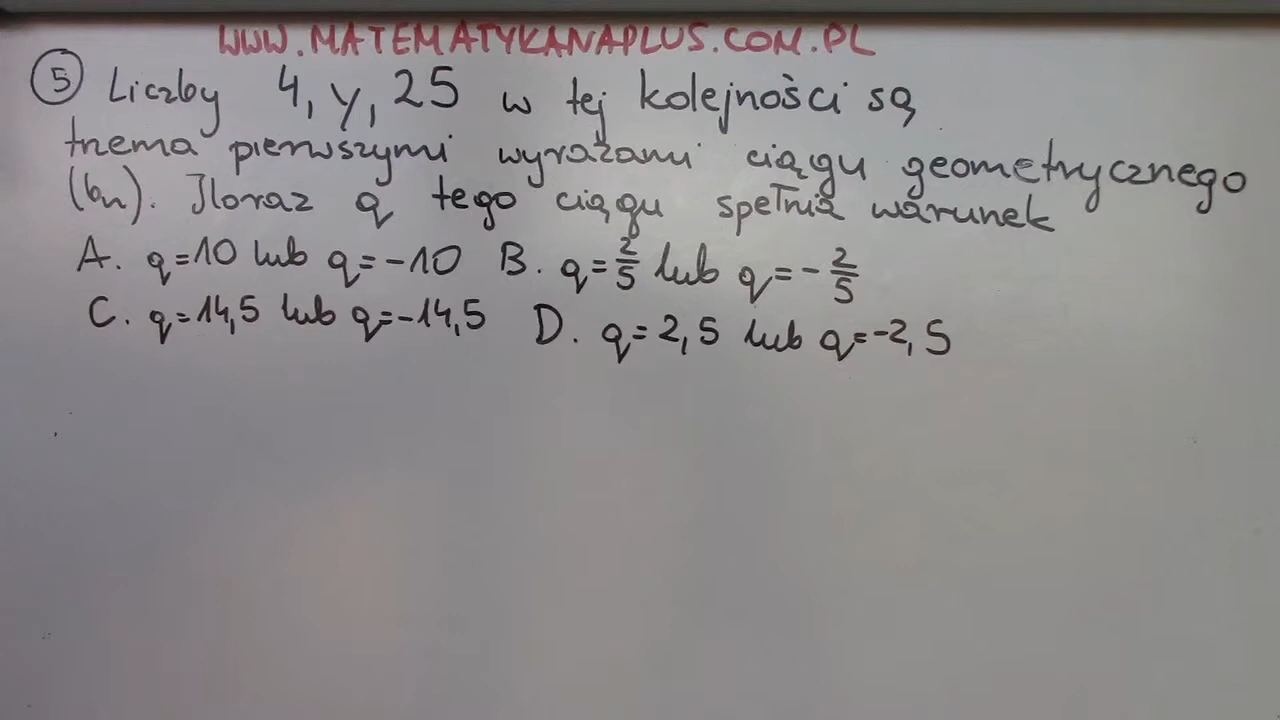 WWW.MATEMATYKANAPLUS.COM.PL
5 Liczby 4, y, 25 w tej kolejności są
trzema pierwszymi wyrazami ciągu geometrycznego
(bn). Iloraz q tego ciągu spełnia warunek
A. q=10 lub q=-10 B. q=2/5 lub q=-2/5
C. q=14,5 lub q=-14,5 D. q=2,5 lub q=-2,5